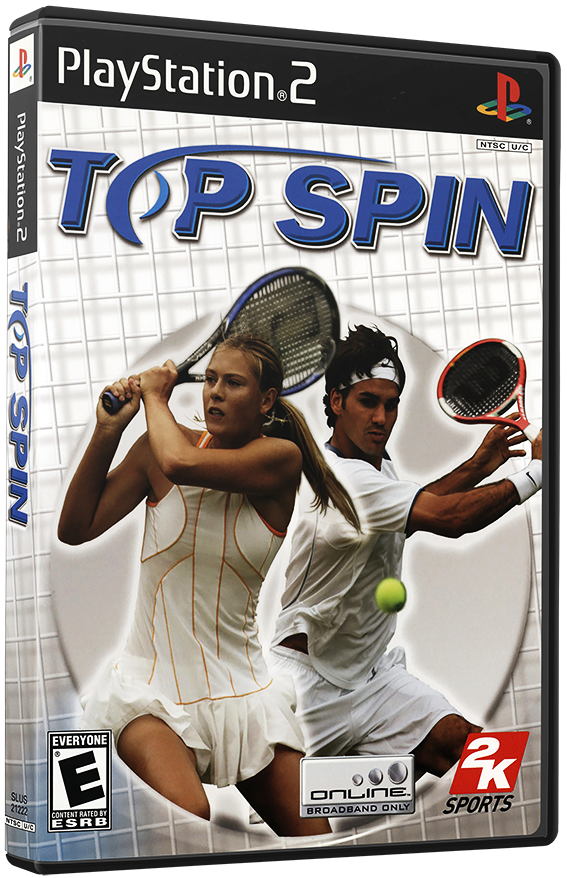 PlayStation®2
NTSC U/C
TOP SPIN
EVERYONE
E
CONTENT RATED BY
ESRB
ONLINE
BROADBAND ONLY
2K
SPORTS
PlayStation®2
TOP SPIN
SLUS
21222
NTSC U/C